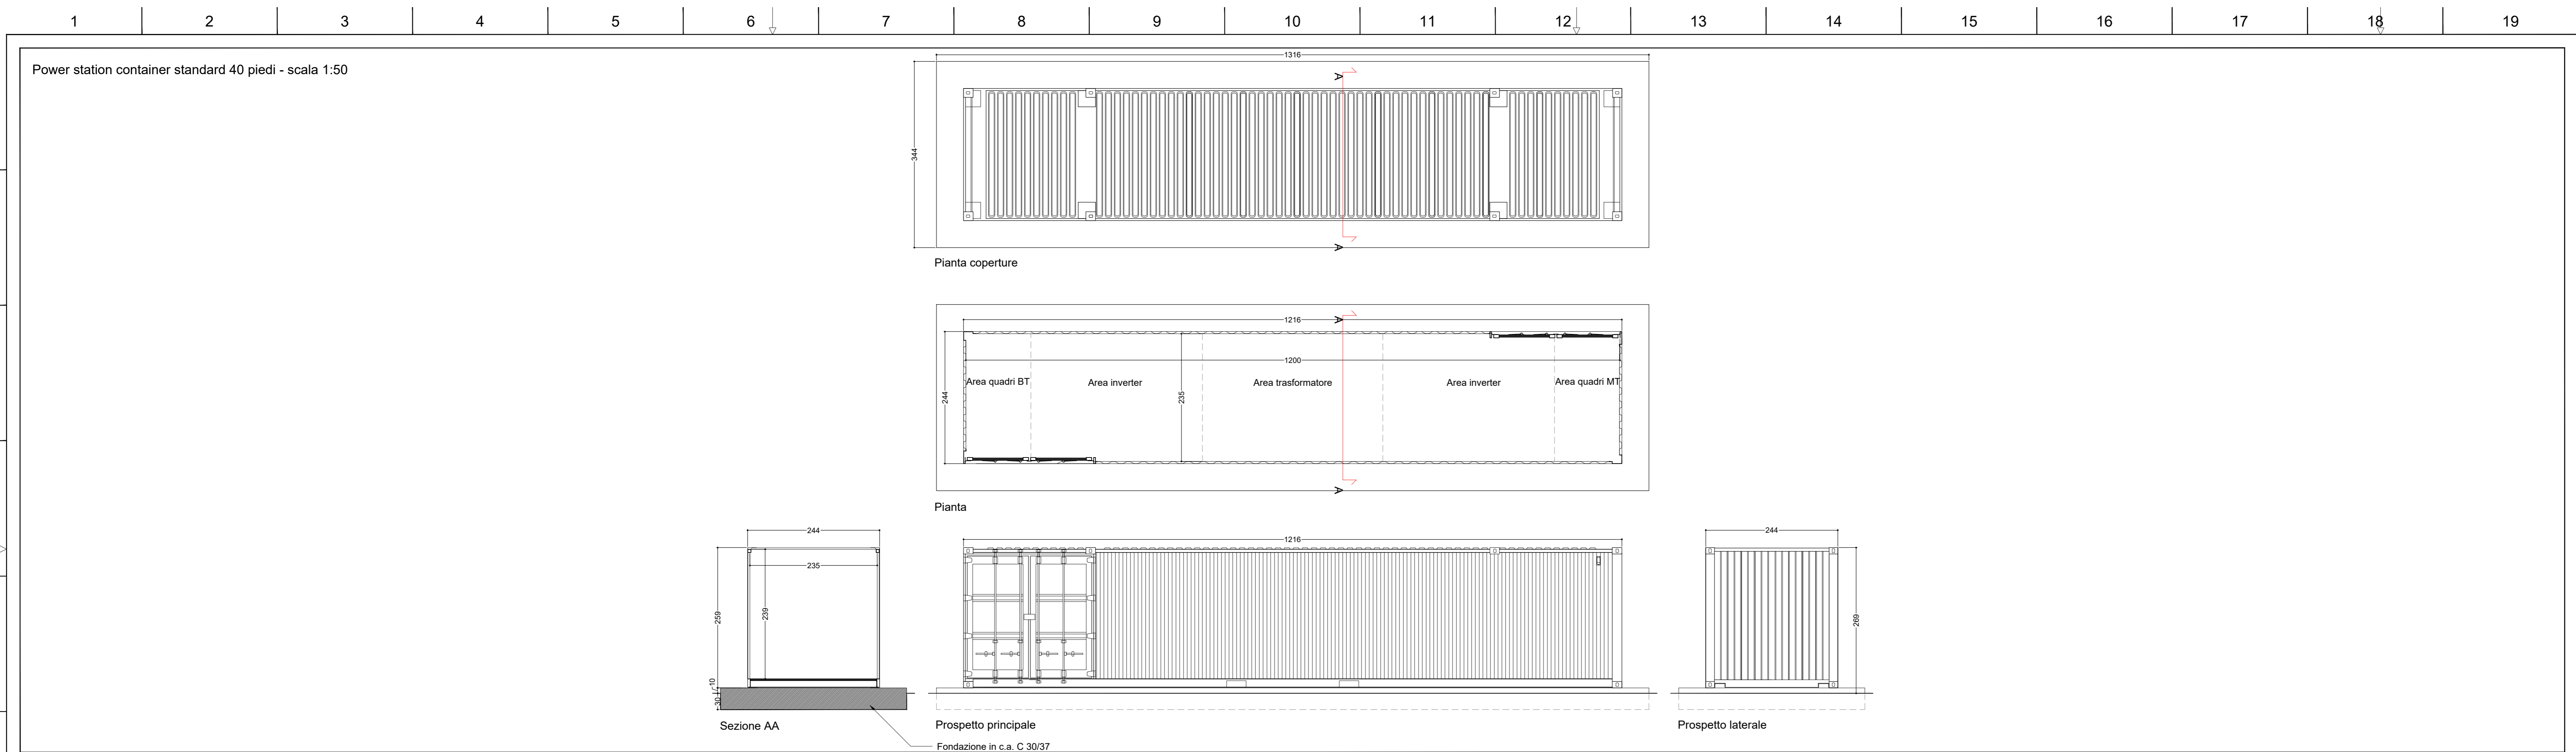 1 2 3 4 5 6 7 8 9 10 11 12 13 14 15 16 17 18 19
Power station container standard 40 piedi - scala 1:50
1316
A
344
A
Pianta coperture
1216
A
1200
Area quadri BT
Area inverter
Area trasformatore
Area inverter
Area quadri MT
244
235
A
Pianta
244
235
259
239
10
30
Sezione AA
Fondazione in c.a. C 30/37
1216
Prospetto principale
244
269
Prospetto laterale